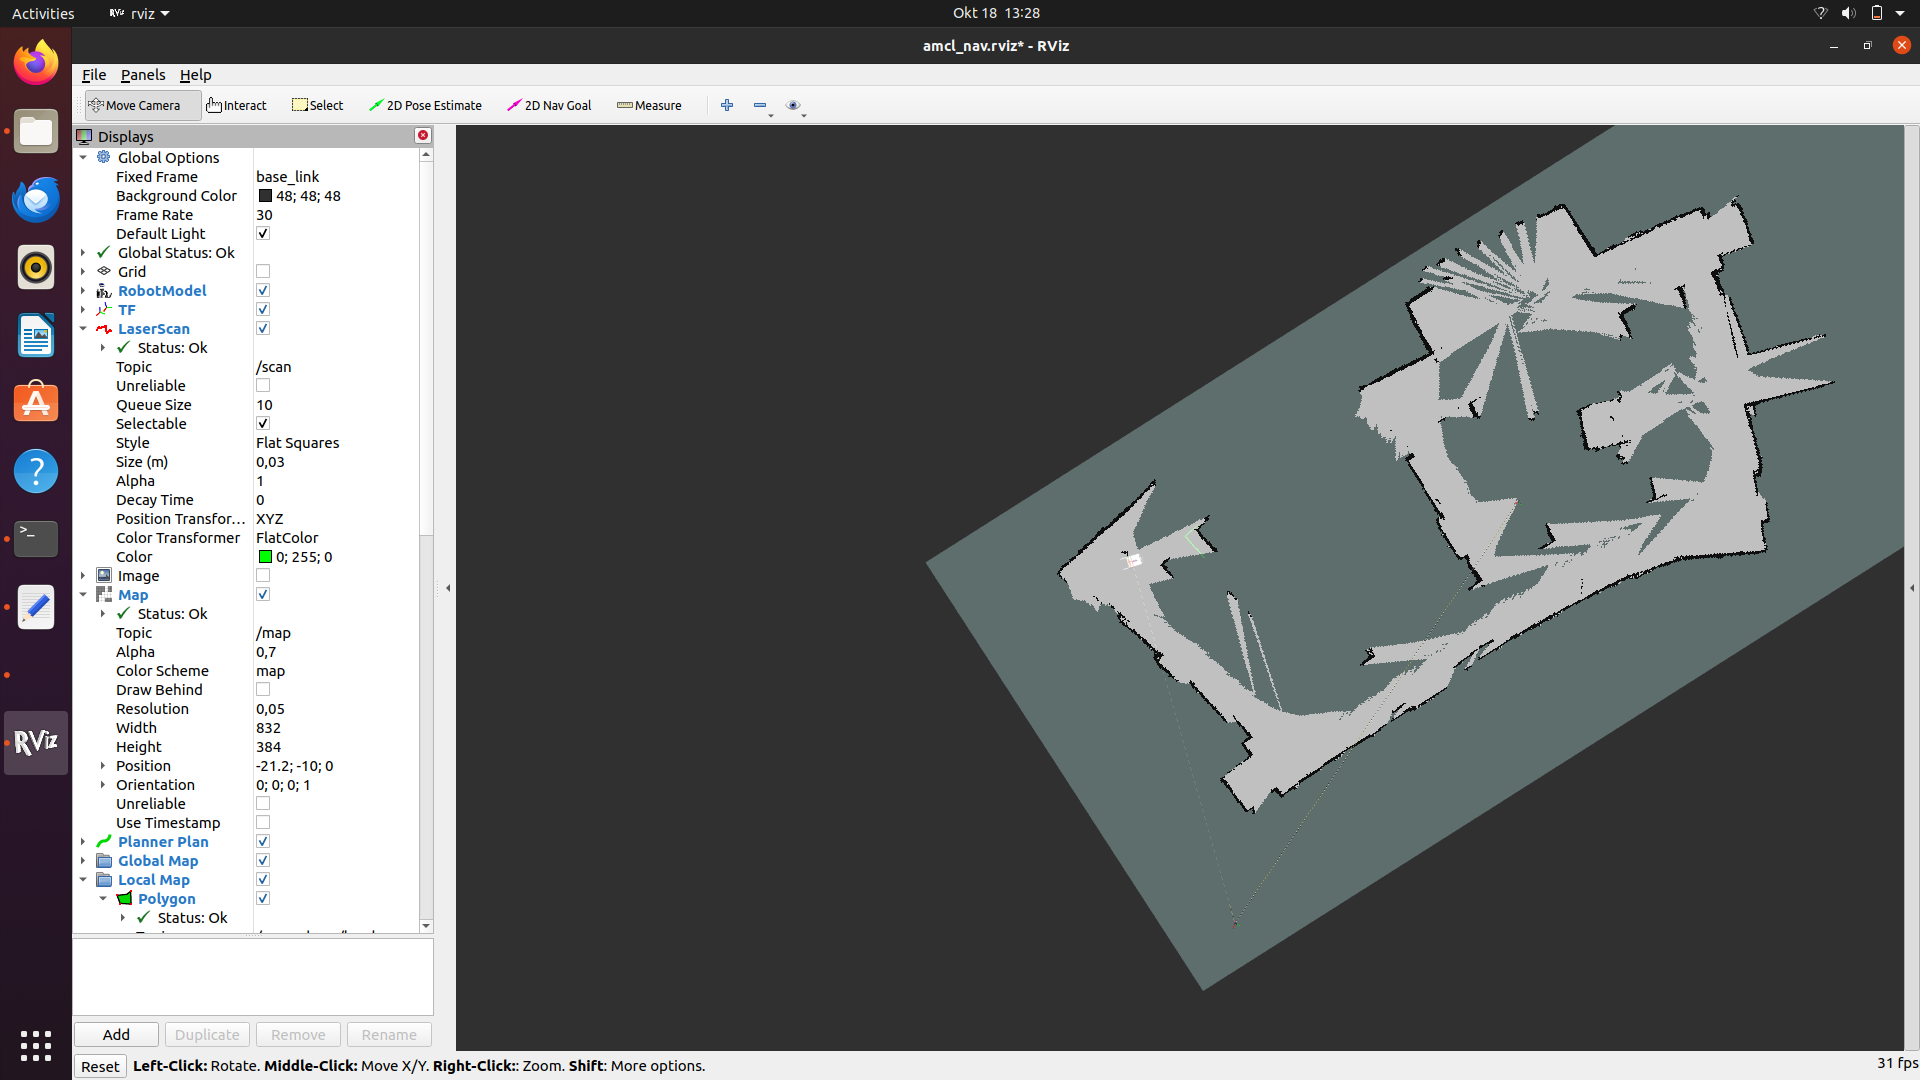 Activities
rviz
Okt 18 13:28
amcl_nav.rviz* - RViz
File Panels Help
Move Camera Interact Select 2D Pose Estimate 2D Nav Goal Measure
Displays
Global Options
Fixed Frame base_link
Background Color 48; 48; 48
Frame Rate 30
Default Light
Global Status: Ok
Grid
RobotModel
TF
LaserScan
Status: Ok
Topic /scan
Unreliable
Queue Size 10
Selectable
Style Flat Squares
Size (m) 0,03
Alpha 1
Decay Time 0
Position Transfor... XYZ
Color Transformer FlatColor
Color 0; 255; 0
Image
Map
Status: Ok
Topic /map
Alpha 0,7
Color Scheme map
Draw Behind
Resolution 0,05
Width 832
Height 384
Position -21.2; -10; 0
Orientation 0; 0; 0; 1
Unreliable
Use Timestamp
Planner Plan
Global Map
Local Map
Polygon
Status: Ok
RViz
Add Duplicate Remove Rename
Reset Left-Click: Rotate. Middle-Click: Move X/Y. Right-Click:: Zoom. Shift: More options.
31 fps